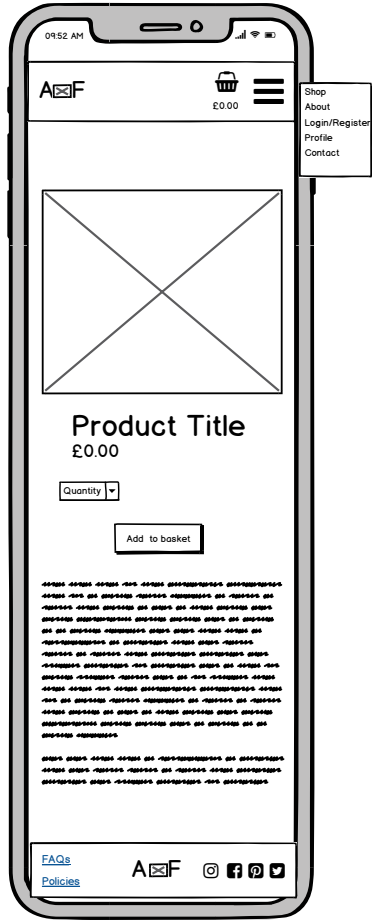 09:52 AM
A F
£0.00
Shop
About
Login/Register
Profile
Contact
Product Title
£0.00
Quantity
Add to basket
FAQs
Policies
A F